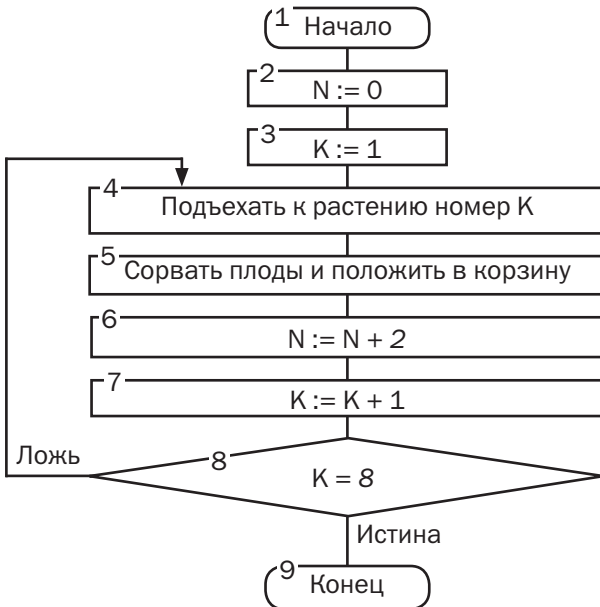 1 Начало
2
N := 0
3
K := 1
4
Подъехать к растению номер K
5
Сорвать плоды и положить в корзину
6
N := N + 2
7
K := K + 1
Ложь
8
K = 8
Истина
9 Конец